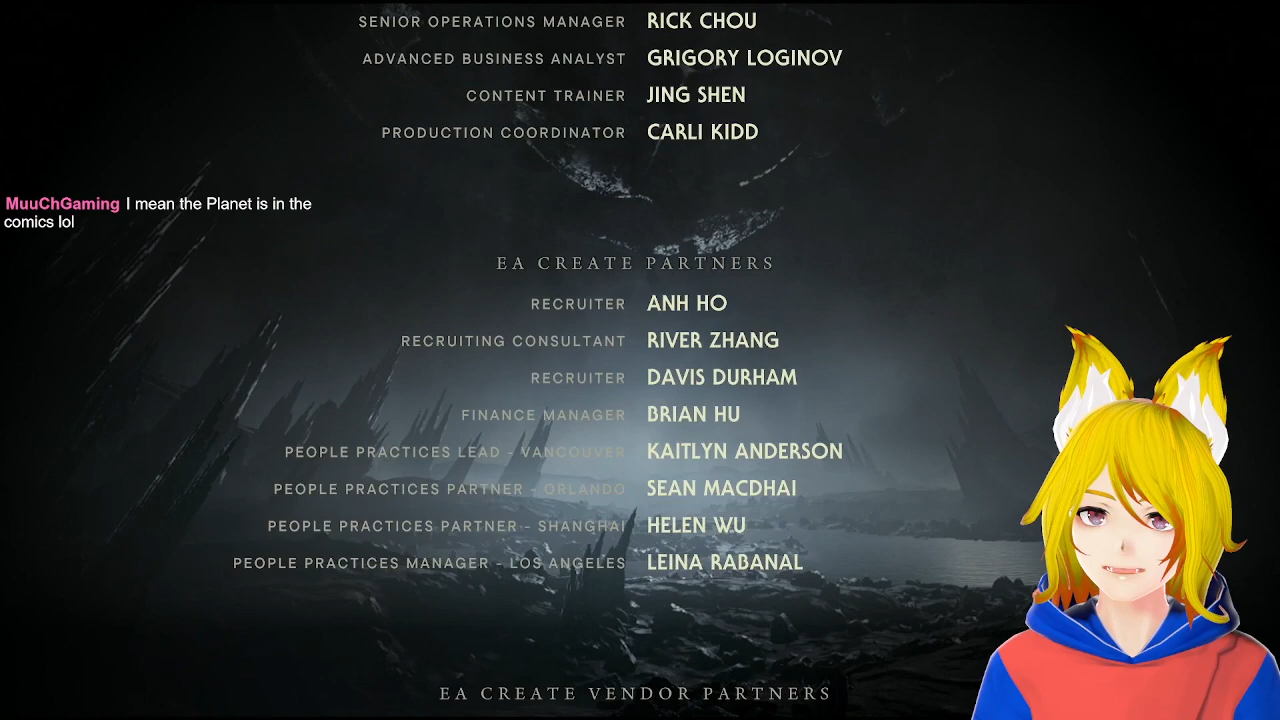 SENIOR OPERATIONS MANAGER RICK CHOU
ADVANCED BUSINESS ANALYST GRIGORY LOGINOV
CONTENT TRAINER JING SHEN
PRODUCTION COORDINATOR CARLI KIDD
MuuChGaming I mean the Planet is in the
comics lol
EA CREATE PARTNERS
RECRUITER ANH HO
RECRUITING CONSULTANT RIVER ZHANG
RECRUITER DAVIS DURHAM
FINANCE MANAGER BRIAN HU
PEOPLE PRACTICES LEAD - VANCOUVER KAITLYN ANDERSON
PEOPLE PRACTICES PARTNER - ORLANDO SEAN MACDHAI
PEOPLE PRACTICES PARTNER - SHANGHAI HELEN WU
PEOPLE PRACTICES MANAGER - LOS ANGELES LEINA RABANAL
EA CREATE VENDOR PARTNERS